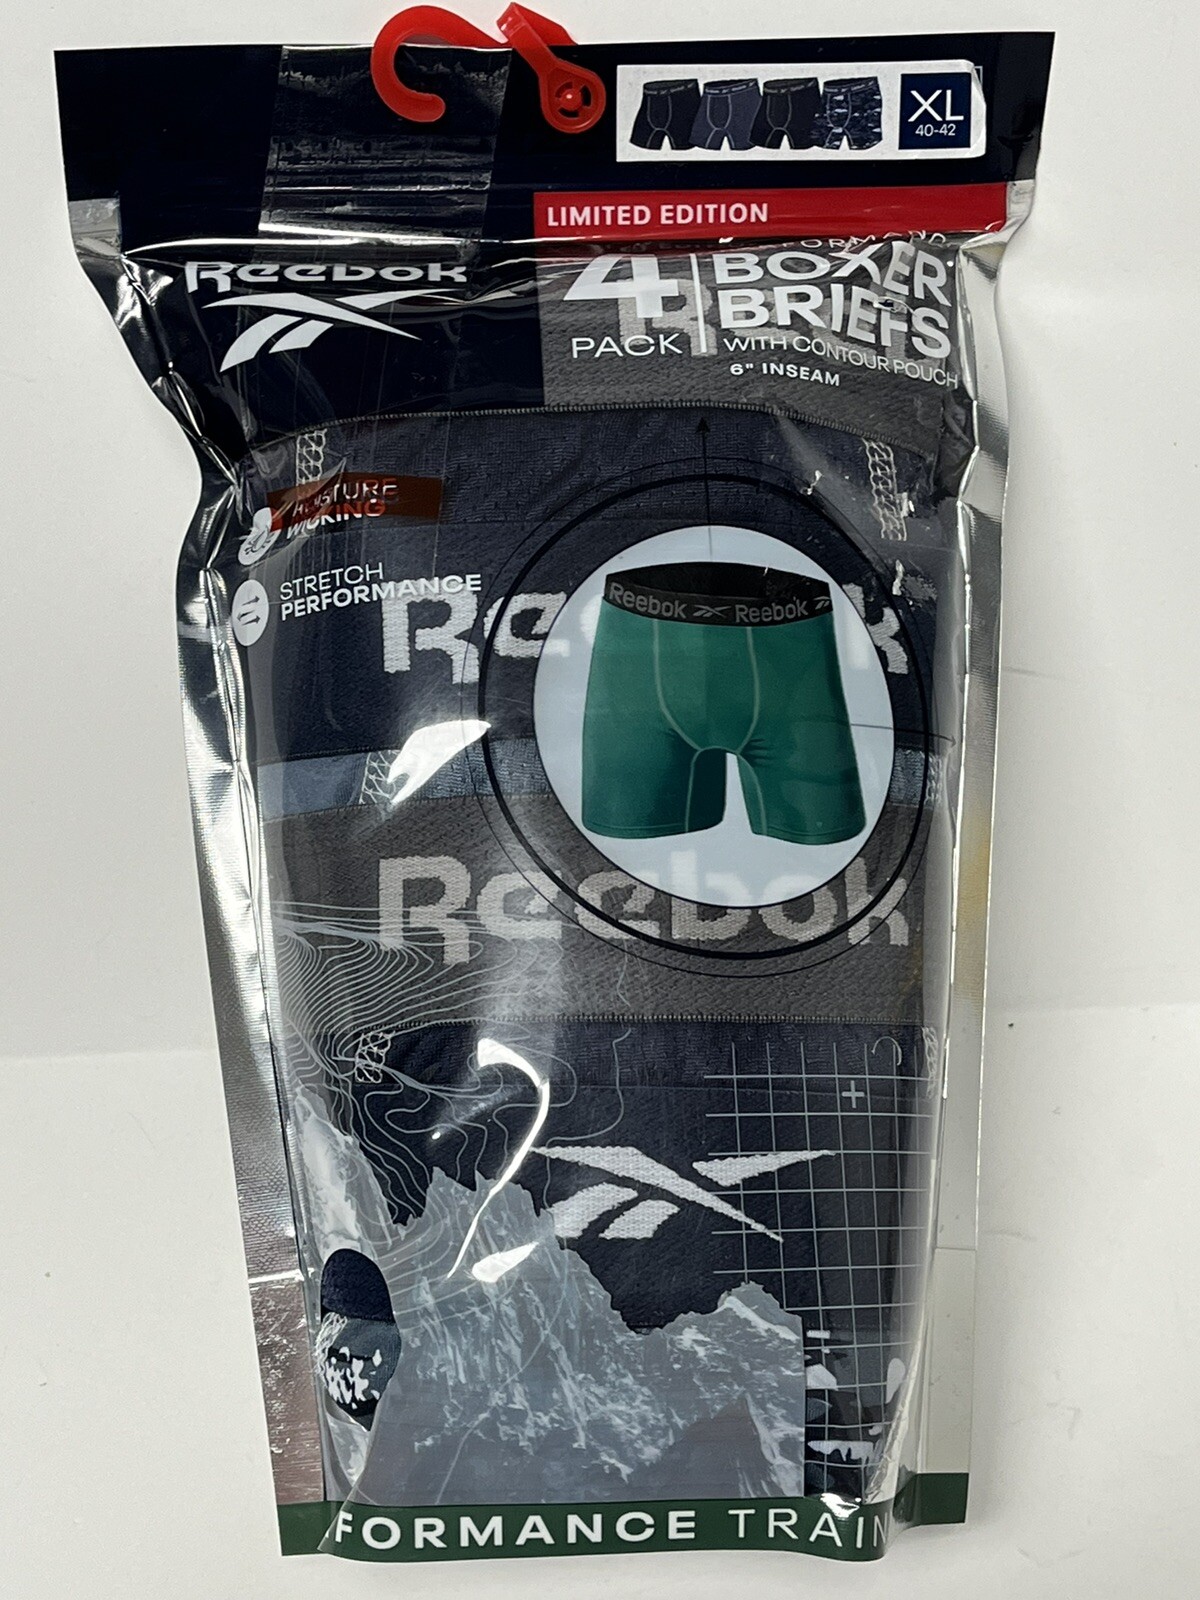 XL
40-42
LIMITED EDITION
Reebok
4
PACK
BOXER
BRIEFS
WITH CONTOUR POUCH
6" INSEAM
MOISTURE
WICKING
STRETCH
PERFORMANCE
Reebok
Reebok Reebok
Reebok
FORMANCE TRAIN